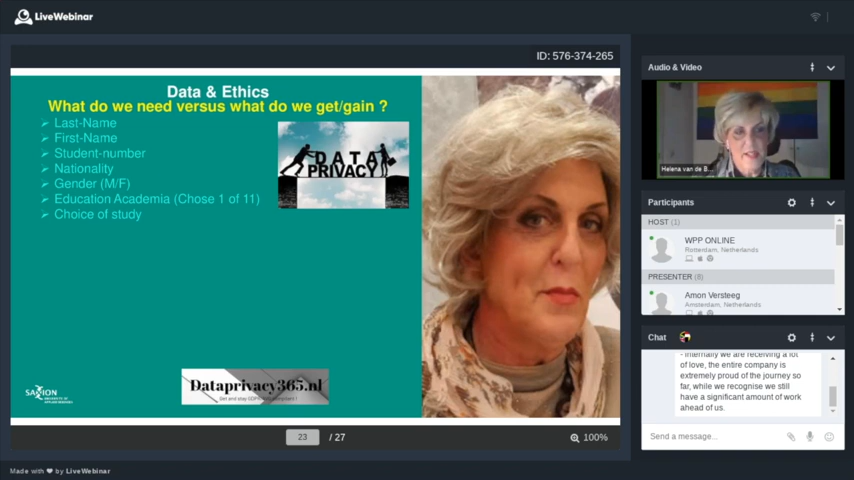 LiveWebinar
ID: 576-374-265
Data & Ethics
What do we need versus what do we get/gain ?
Last-Name
First-Name
Student-number
Nationality
Gender (M/F)
Education Academia (Chose 1 of 11)
Choice of study
DATA
PRIVACY
SAXION
UNIVERSITY OF
APPLIED SCIENCES
Dataprivacy365.nl
23 / 27
100%
Audio & Video
Helena van de B...
Participants
HOST (1)
WPP ONLINE
Rotterdam, Netherlands
PRESENTER (8)
Amon Versteeg
Rotterdam, Netherlands
Chat
- Internally we are receiving a lot
of love, the entire company is
extremely proud of the journey so
far, while we recognise we still
have a significant amount of work
ahead of us.
Send a message...
Made with ❤ by LiveWebinar